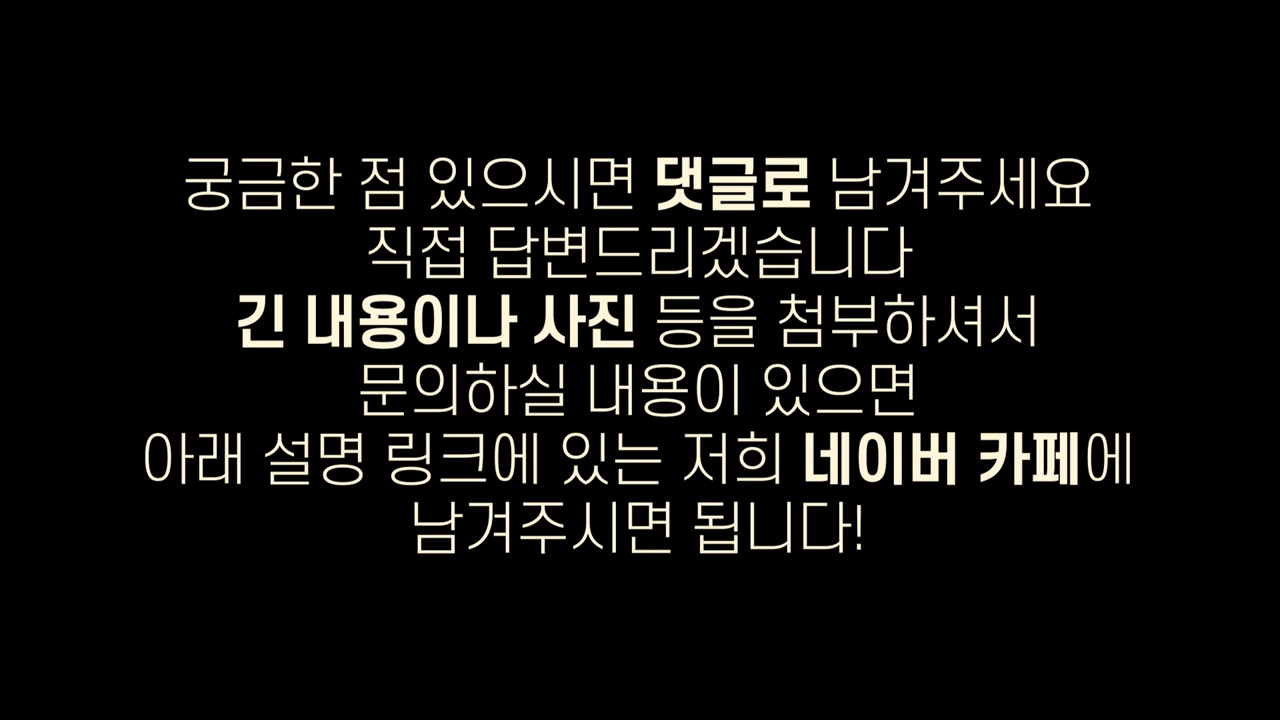 궁금한 점 있으시면 댓글로 남겨주세요
직접 답변드리겠습니다
긴 내용이나 사진 등을 첨부하셔서
문의하실 내용이 있으면
아래 설명 링크에 있는 저희 네이버 카페에
남겨주시면 됩니다!